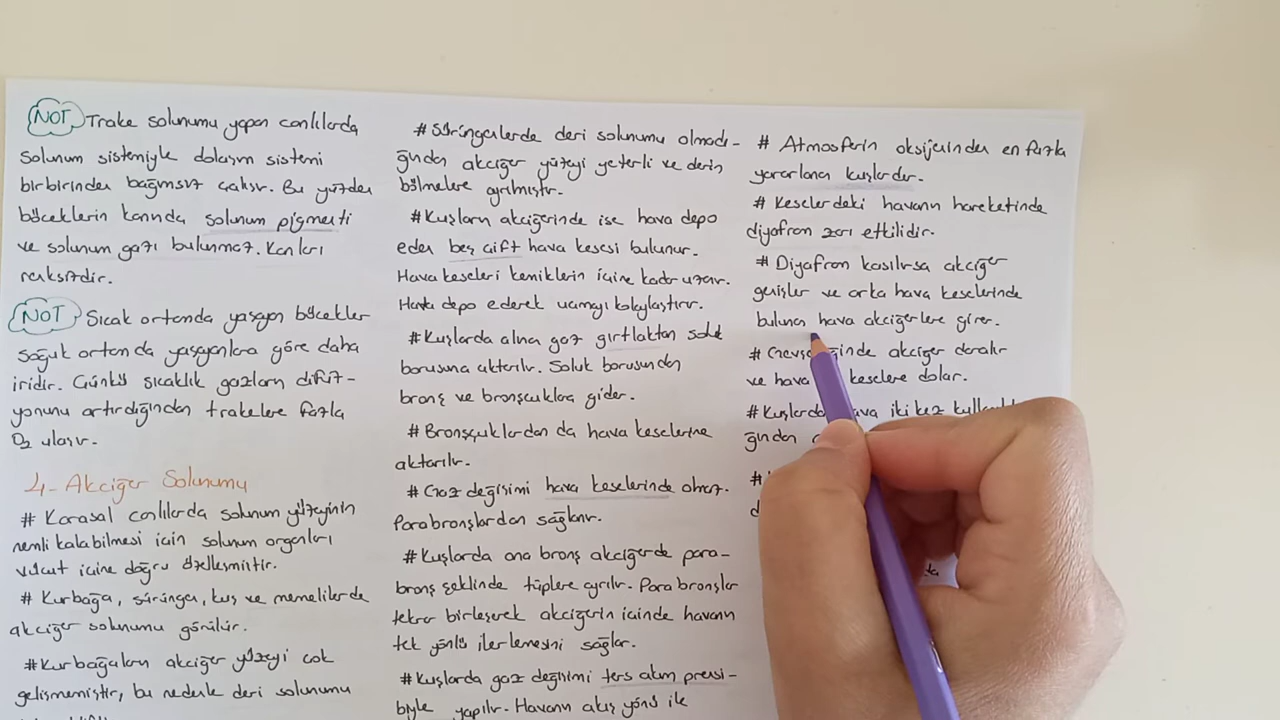 NOT Trake solunumu yapan canlılarda
solunum sistemiyle dolaşım sistemi
birbirinden bağımsız çalışır. Bu yüzden
böceklerin kanında solunum pigmenti
ve solunum gazı bulunmaz. Kanları
renksizdir.
NOT Sıcak ortamda yaşayan böcekler
soğuk ortamda yaşayanlara göre daha
iridir. Çünkü sıcaklık gazların difüz-
yonunu artırdığından trakelere fazla
O2 ulaşır.
4- Akciğer Solunumu
# Karasal canlılarda solunum yüzeyinin
nemli kalabilmesi için solunum organları
vücut içine doğru özelleşmiştir.
# Kurbağa, sürüngen, kuş ve memelilerde
akciğer solunumu görülür.
# Kurbağaların akciğer yüzeyi çok
gelişmemiştir, bu nedenle deri solunumu
# Sürüngenlerde deri solunumu olmadı-
ğından akciğer yüzeyi yeterli ve derin
bölmelere ayrılmıştır.
# Kuşların akciğerinde ise hava depo
eden beş çift hava kesesi bulunur.
Hava keseleri kemiklerin içine kadar uzanır.
Hava depo ederek uçmayı kolaylaştırır.
# Kuşlarda alınan gaz gırtlaktan soluk
borusuna aktarılır. Soluk borusundan
bronş ve bronşcuklara gider.
# Bronşçuklardan da hava keselerine
aktarılır.
# Gaz değişimi hava keselerinde olmaz.
Parabronşlardan sağlanır.
# Kuşlarda ana bronş akciğerde para-
bronş şeklinde tüplere ayrılır. Parabronşlar
tekrar birleşerek akciğerin içinde havanın
tek yönlü ilerlemesini sağlar.
# Kuşlarda gaz değişimi ters akım prensi-
biyle yapılır. Havanın akış yönü ile
# Atmosferin oksijeninden en fazla
yararlanan kuşlardır.
# Keselerdeki havanın hareketinde
diyafram zarı etkilidir.
# Diyafram kasılırsa akciğer
genişler ve arka hava keselerinde
bulunan hava akciğerlere girer.
# akciğer daralır
ve hava keselere dolar.
# Kuşlarda hava iki kez
ğından
#